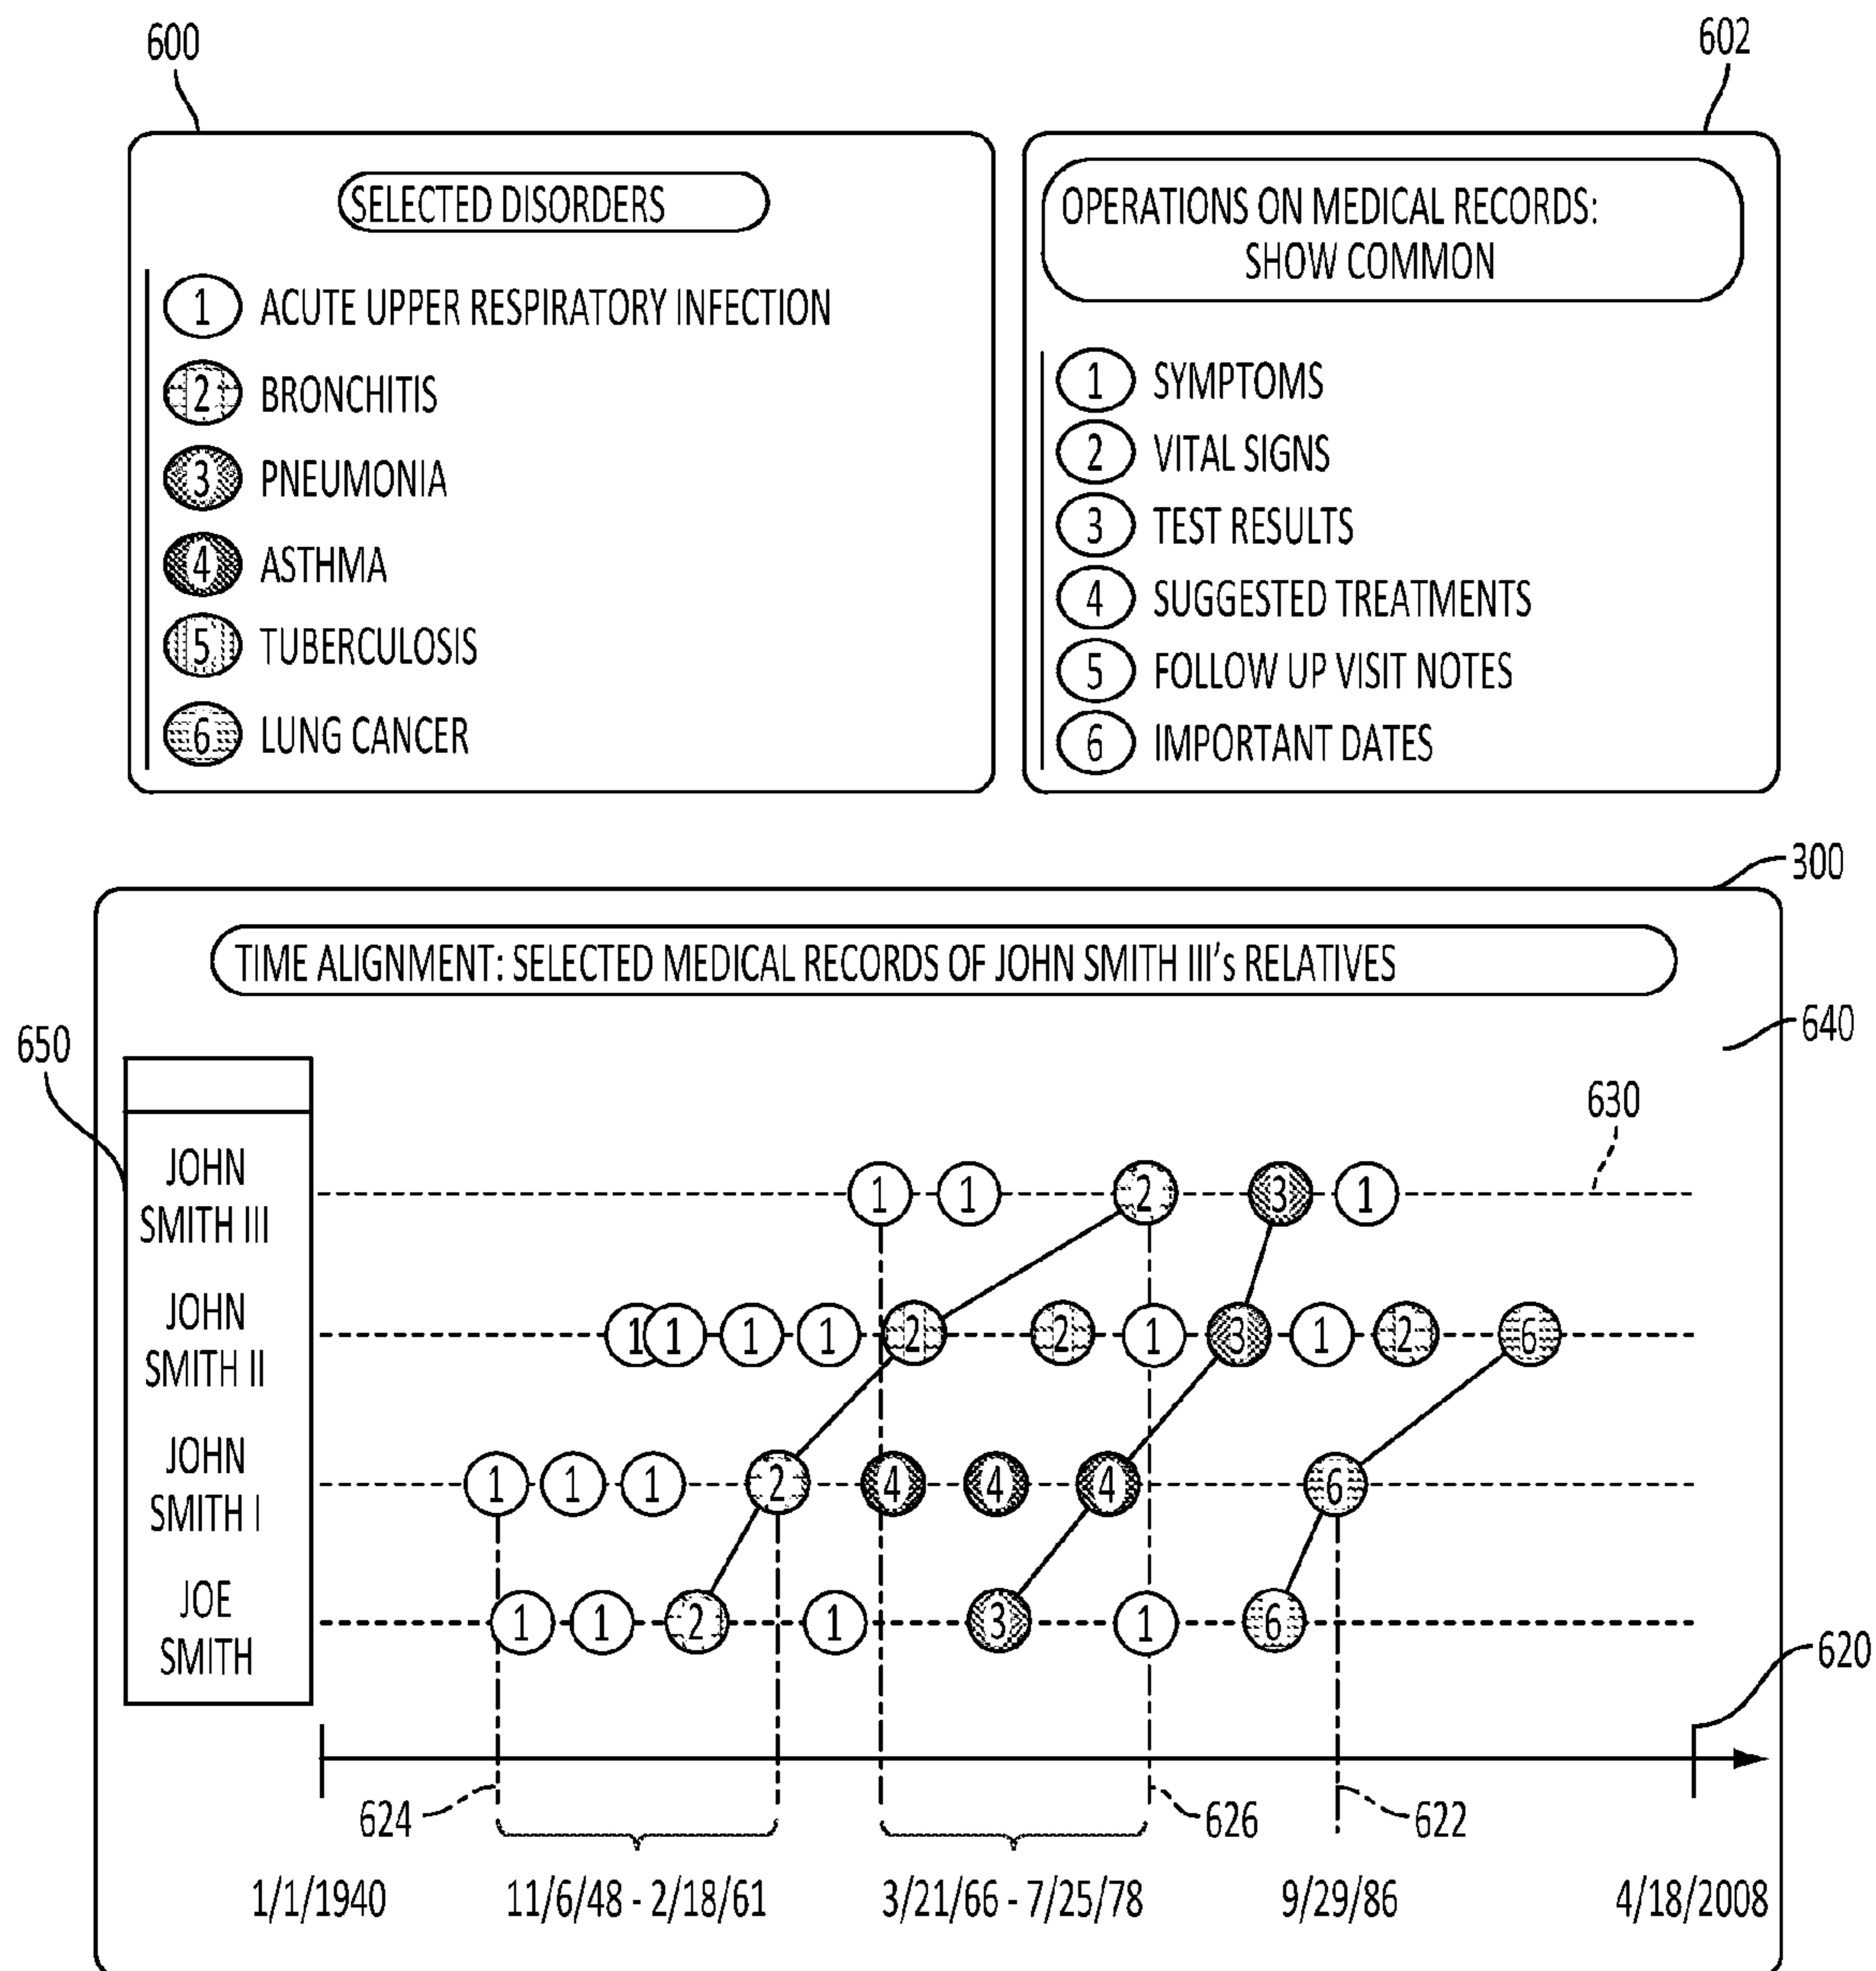 600
602
SELECTED DISORDERS
1 ACUTE UPPER RESPIRATORY INFECTION
2 BRONCHITIS
3 PNEUMONIA
4 ASTHMA
5 TUBERCULOSIS
6 LUNG CANCER
OPERATIONS ON MEDICAL RECORDS:
SHOW COMMON
1 SYMPTOMS
2 VITAL SIGNS
3 TEST RESULTS
4 SUGGESTED TREATMENTS
5 FOLLOW UP VISIT NOTES
6 IMPORTANT DATES
300
TIME ALIGNMENT: SELECTED MEDICAL RECORDS OF JOHN SMITH III's RELATIVES
640
650
630
JOHN
SMITH III
1 1 2 3 1
JOHN
SMITH II
1 1 1 1 2 2 1 3 1 2 6
JOHN
SMITH I
1 1 1 2 4 4 4 6
JOE
SMITH
1 1 2 1 3 1 6
620
624
626
622
1/1/1940
11/6/48 - 2/18/61
3/21/66 - 7/25/78
9/29/86
4/18/2008